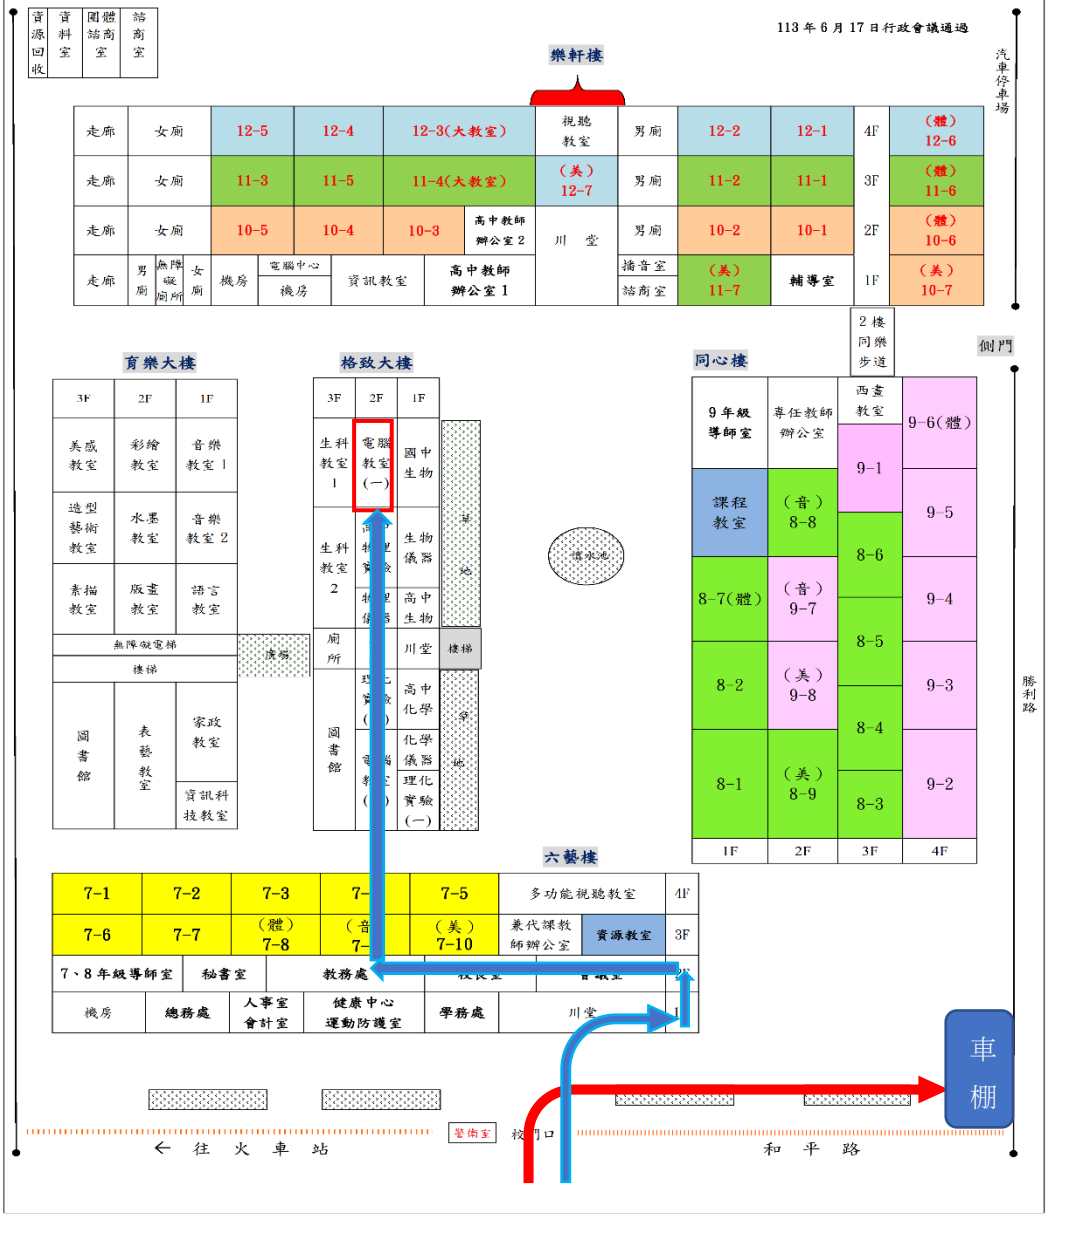 資源回收
資料室
團體諮商室
諮商室
113 年 6 月 17 日行政會議通過
汽車停車場
樂軒樓
走廊 女廁 12-5 12-4 12-3(大教室) 視聽教室 男廁 12-2 12-1 4F (體) 12-6
走廊 女廁 11-3 11-5 11-4(大教室) (美) 12-7 男廁 11-2 11-1 3F (體) 11-6
走廊 女廁 10-5 10-4 10-3 高中教師辦公室 2 川堂 男廁 10-2 10-1 2F (體) 10-6
走廊 男廁 無障礙廁所 女廁 機房 電腦中心 機房 資訊教室 高中教師辦公室 1 播音室 諮商室 (美) 11-7 輔導室 1F (美) 10-7
2 樓同樂步道
側門
育樂大樓
3F 2F 1F
美感教室 彩繪教室 音樂教室 1
造型藝術教室 水墨教室 音樂教室 2
素描教室 版畫教室 語言教室
無障礙電梯
樓梯
圖書館 表藝教室 家政教室
資訊科技教室
廣場
格致大樓
3F 2F 1F
生科教室 1 電腦教室(一) 國中生物
生科教室 2 生物儀器
高中生物
廁所 川堂 樓梯
圖書館 高中化學
化學儀器
理化實驗(一)
草地
草地
噴水池
同心樓
9 年級導師室 專任教師辦公室 西畫教室 9-6(體)
9-1
課程教室 (音) 8-8 9-5
8-6
8-7(體) (音) 9-7 9-4
8-5
8-2 (美) 9-8 9-3
8-4
8-1 (美) 8-9 9-2
8-3
1F 2F 3F 4F
勝利路
六藝樓
7-1 7-2 7-3 7- 7-5 多功能視聽教室 4F
7-6 7-7 (體) 7-8 (音 7- (美) 7-10 兼代課教師辦公室 資源教室 3F
7、8 年級導師室 秘書室 教務處 校長室 會議室 2F
機房 總務處 人事室 會計室 健康中心 運動防護室 學務處 川堂 1
車棚
警衛室 校門口
← 往火車站
和平路